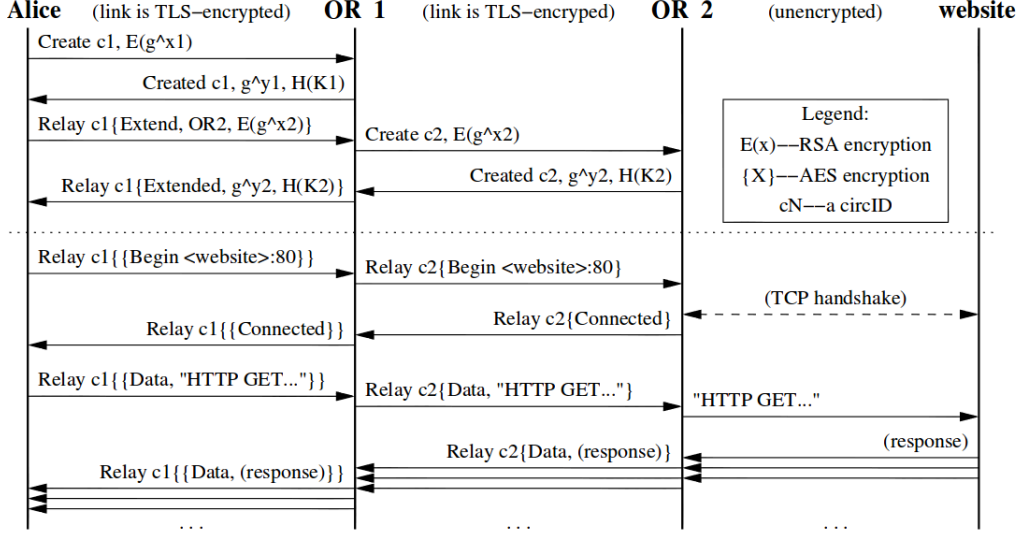 Alice (link is TLS−encrypted) OR 1 (link is TLS−encryped) OR 2 (unencrypted) website
Create c1, E(g^x1)
Created c1, g^y1, H(K1)
Relay c1{Extend, OR2, E(g^x2)}
Create c2, E(g^x2)
Created c2, g^y2, H(K2)
Relay c1{Extended, g^y2, H(K2)}
Legend:
E(x)−−RSA encryption
{X}−−AES encryption
cN−−a circID
Relay c1{{Begin <website>:80}}
Relay c2{Begin <website>:80}
(TCP handshake)
Relay c2{Connected}
Relay c1{{Connected}}
Relay c1{{Data, "HTTP GET..."}}
Relay c2{Data, "HTTP GET..."}
"HTTP GET..."
(response)
Relay c2{Data, (response)}
Relay c1{{Data, (response)}}
. . . . . . . . .